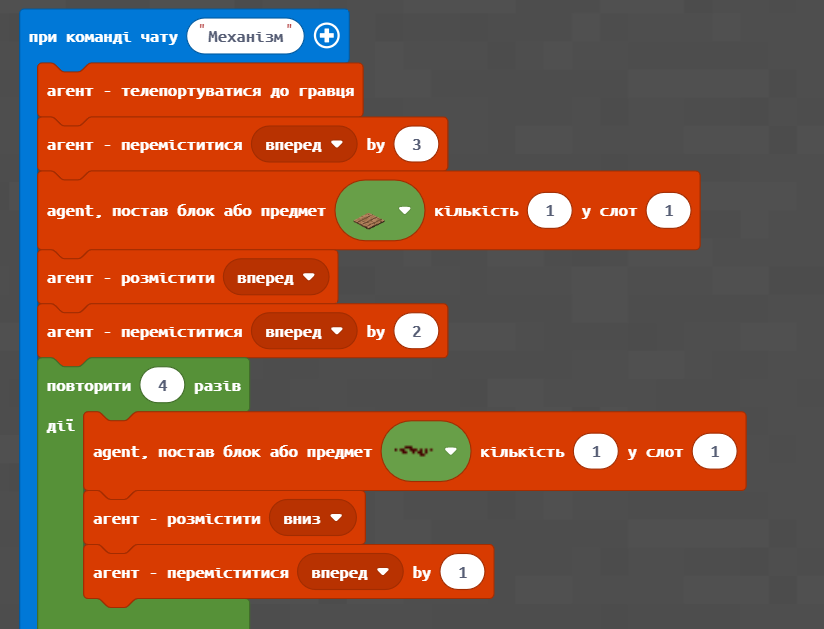 при команді чату "Механізм"
агент - телепортуватися до гравця
агент - переміститися вперед by 3
agent, постав блок або предмет кількість 1 у слот 1
агент - розмістити вперед
агент - переміститися вперед by 2
повторити 4 разів
дії
agent, постав блок або предмет кількість 1 у слот 1
агент - розмістити вниз
агент - переміститися вперед by 1